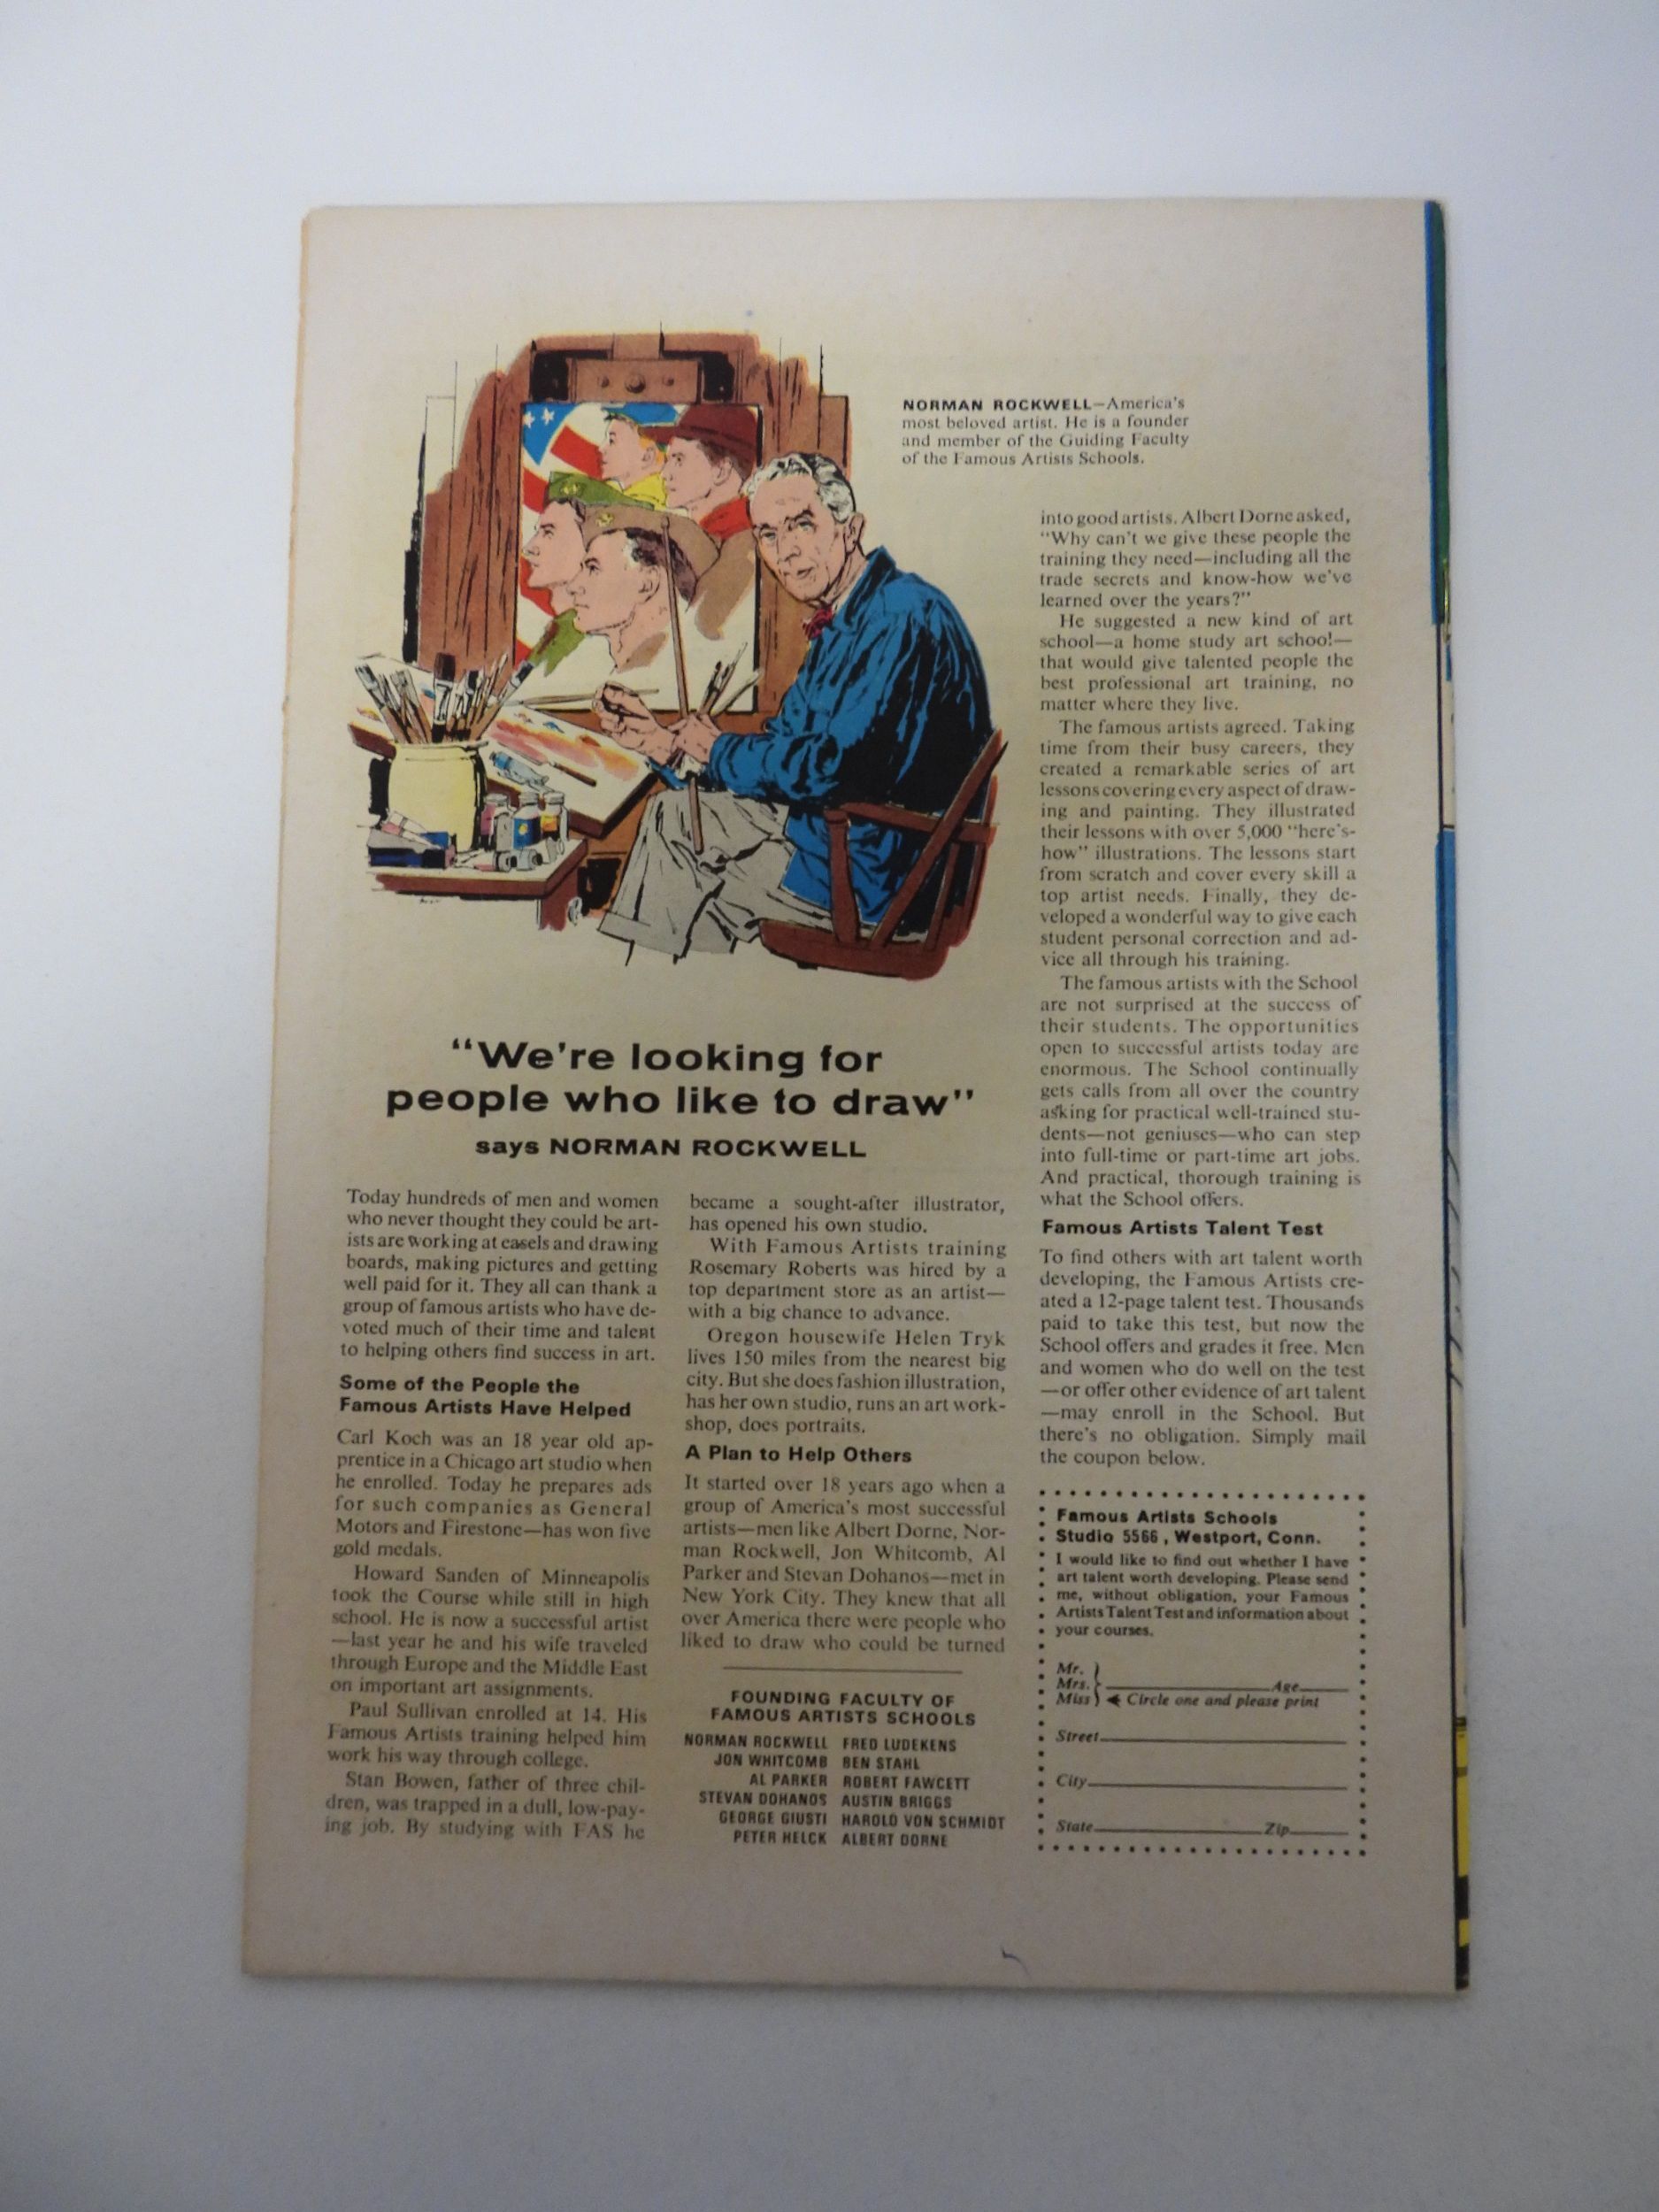 NORMAN ROCKWELL—America's
most beloved artist. He is a founder
and member of the Guiding Faculty
of the Famous Artists Schools.
"We're looking for
people who like to draw"
says NORMAN ROCKWELL
Today hundreds of men and women
who never thought they could be art-
ists are working at easels and drawing
boards, making pictures and getting
well paid for it. They all can thank a
group of famous artists who have de-
voted much of their time and talent
to helping others find success in art.
Some of the People the
Famous Artists Have Helped
Carl Koch was an 18 year old ap-
prentice in a Chicago art studio when
he enrolled. Today he prepares ads
for such companies as General
Motors and Firestone—has won five
gold medals.
Howard Sanden of Minneapolis
took the Course while still in high
school. He is now a successful artist
—last year he and his wife traveled
through Europe and the Middle East
on important art assignments.
Paul Sullivan enrolled at 14. His
Famous Artists training helped him
work his way through college.
Stan Bowen, father of three chil-
dren, was trapped in a dull, low-pay-
ing job. By studying with FAS he
became a sought-after illustrator,
has opened his own studio.
With Famous Artists training
Rosemary Roberts was hired by a
top department store as an artist—
with a big chance to advance.
Oregon housewife Helen Tryk
lives 150 miles from the nearest big
city. But she does fashion illustration,
has her own studio, runs an art work-
shop, does portraits.
A Plan to Help Others
It started over 18 years ago when a
group of America's most successful
artists—men like Albert Dorne, Nor-
man Rockwell, Jon Whitcomb, Al
Parker and Stevan Dohanos—met in
New York City. They knew that all
over America there were people who
liked to draw who could be turned
FOUNDING FACULTY OF
FAMOUS ARTISTS SCHOOLS
NORMAN ROCKWELL FRED LUDEKENS
JON WHITCOMB BEN STAHL
AL PARKER ROBERT FAWCETT
STEVAN DOHANOS AUSTIN BRIGGS
GEORGE GIUSTI HAROLD VON SCHMIDT
PETER HELCK ALBERT DORNE
into good artists. Albert Dorne asked,
"Why can't we give these people the
training they need—including all the
trade secrets and know-how we've
learned over the years?"
He suggested a new kind of art
school—a home study art school—
that would give talented people the
best professional art training, no
matter where they live.
The famous artists agreed. Taking
time from their busy careers, they
created a remarkable series of art
lessons covering every aspect of draw-
ing and painting. They illustrated
their lessons with over 5,000 "here's-
how" illustrations. The lessons start
from scratch and cover every skill a
top artist needs. Finally, they de-
veloped a wonderful way to give each
student personal correction and ad-
vice all through his training.
The famous artists with the School
are not surprised at the success of
their students. The opportunities
open to successful artists today are
enormous. The School continually
gets calls from all over the country
asking for practical well-trained stu-
dents—not geniuses—who can step
into full-time or part-time art jobs.
And practical, thorough training is
what the School offers.
Famous Artists Talent Test
To find others with art talent worth
developing, the Famous Artists cre-
ated a 12-page talent test. Thousands
paid to take this test, but now the
School offers and grades it free. Men
and women who do well on the test
—or offer other evidence of art talent
—may enroll in the School. But
there's no obligation. Simply mail
the coupon below.
Famous Artists Schools
Studio 5566, Westport, Conn.
I would like to find out whether I have
art talent worth developing. Please send
me, without obligation, your Famous
Artists Talent Test and information about
your courses.
Mr.
Mrs. Age
Miss Circle one and please print
Street
City
State Zip